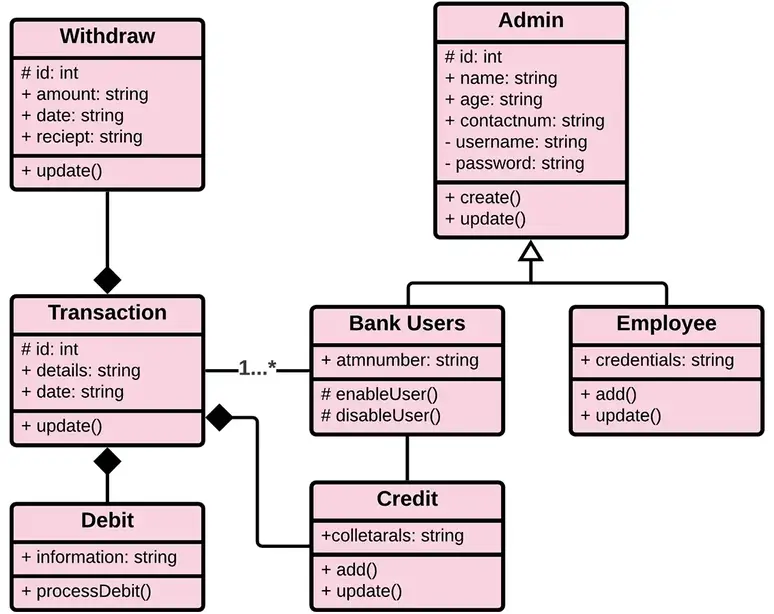 Withdraw
# id: int
+ amount: string
+ date: string
+ reciept: string
+ update()
Admin
# id: int
+ name: string
+ age: string
+ contactnum: string
- username: string
- password: string
+ create()
+ update()
Transaction
# id: int
+ details: string
+ date: string
+ update()
1...*
Bank Users
+ atmnumber: string
# enableUser()
# disableUser()
Employee
+ credentials: string
+ add()
+ update()
Debit
+ information: string
+ processDebit()
Credit
+colletarals: string
+ add()
+ update()